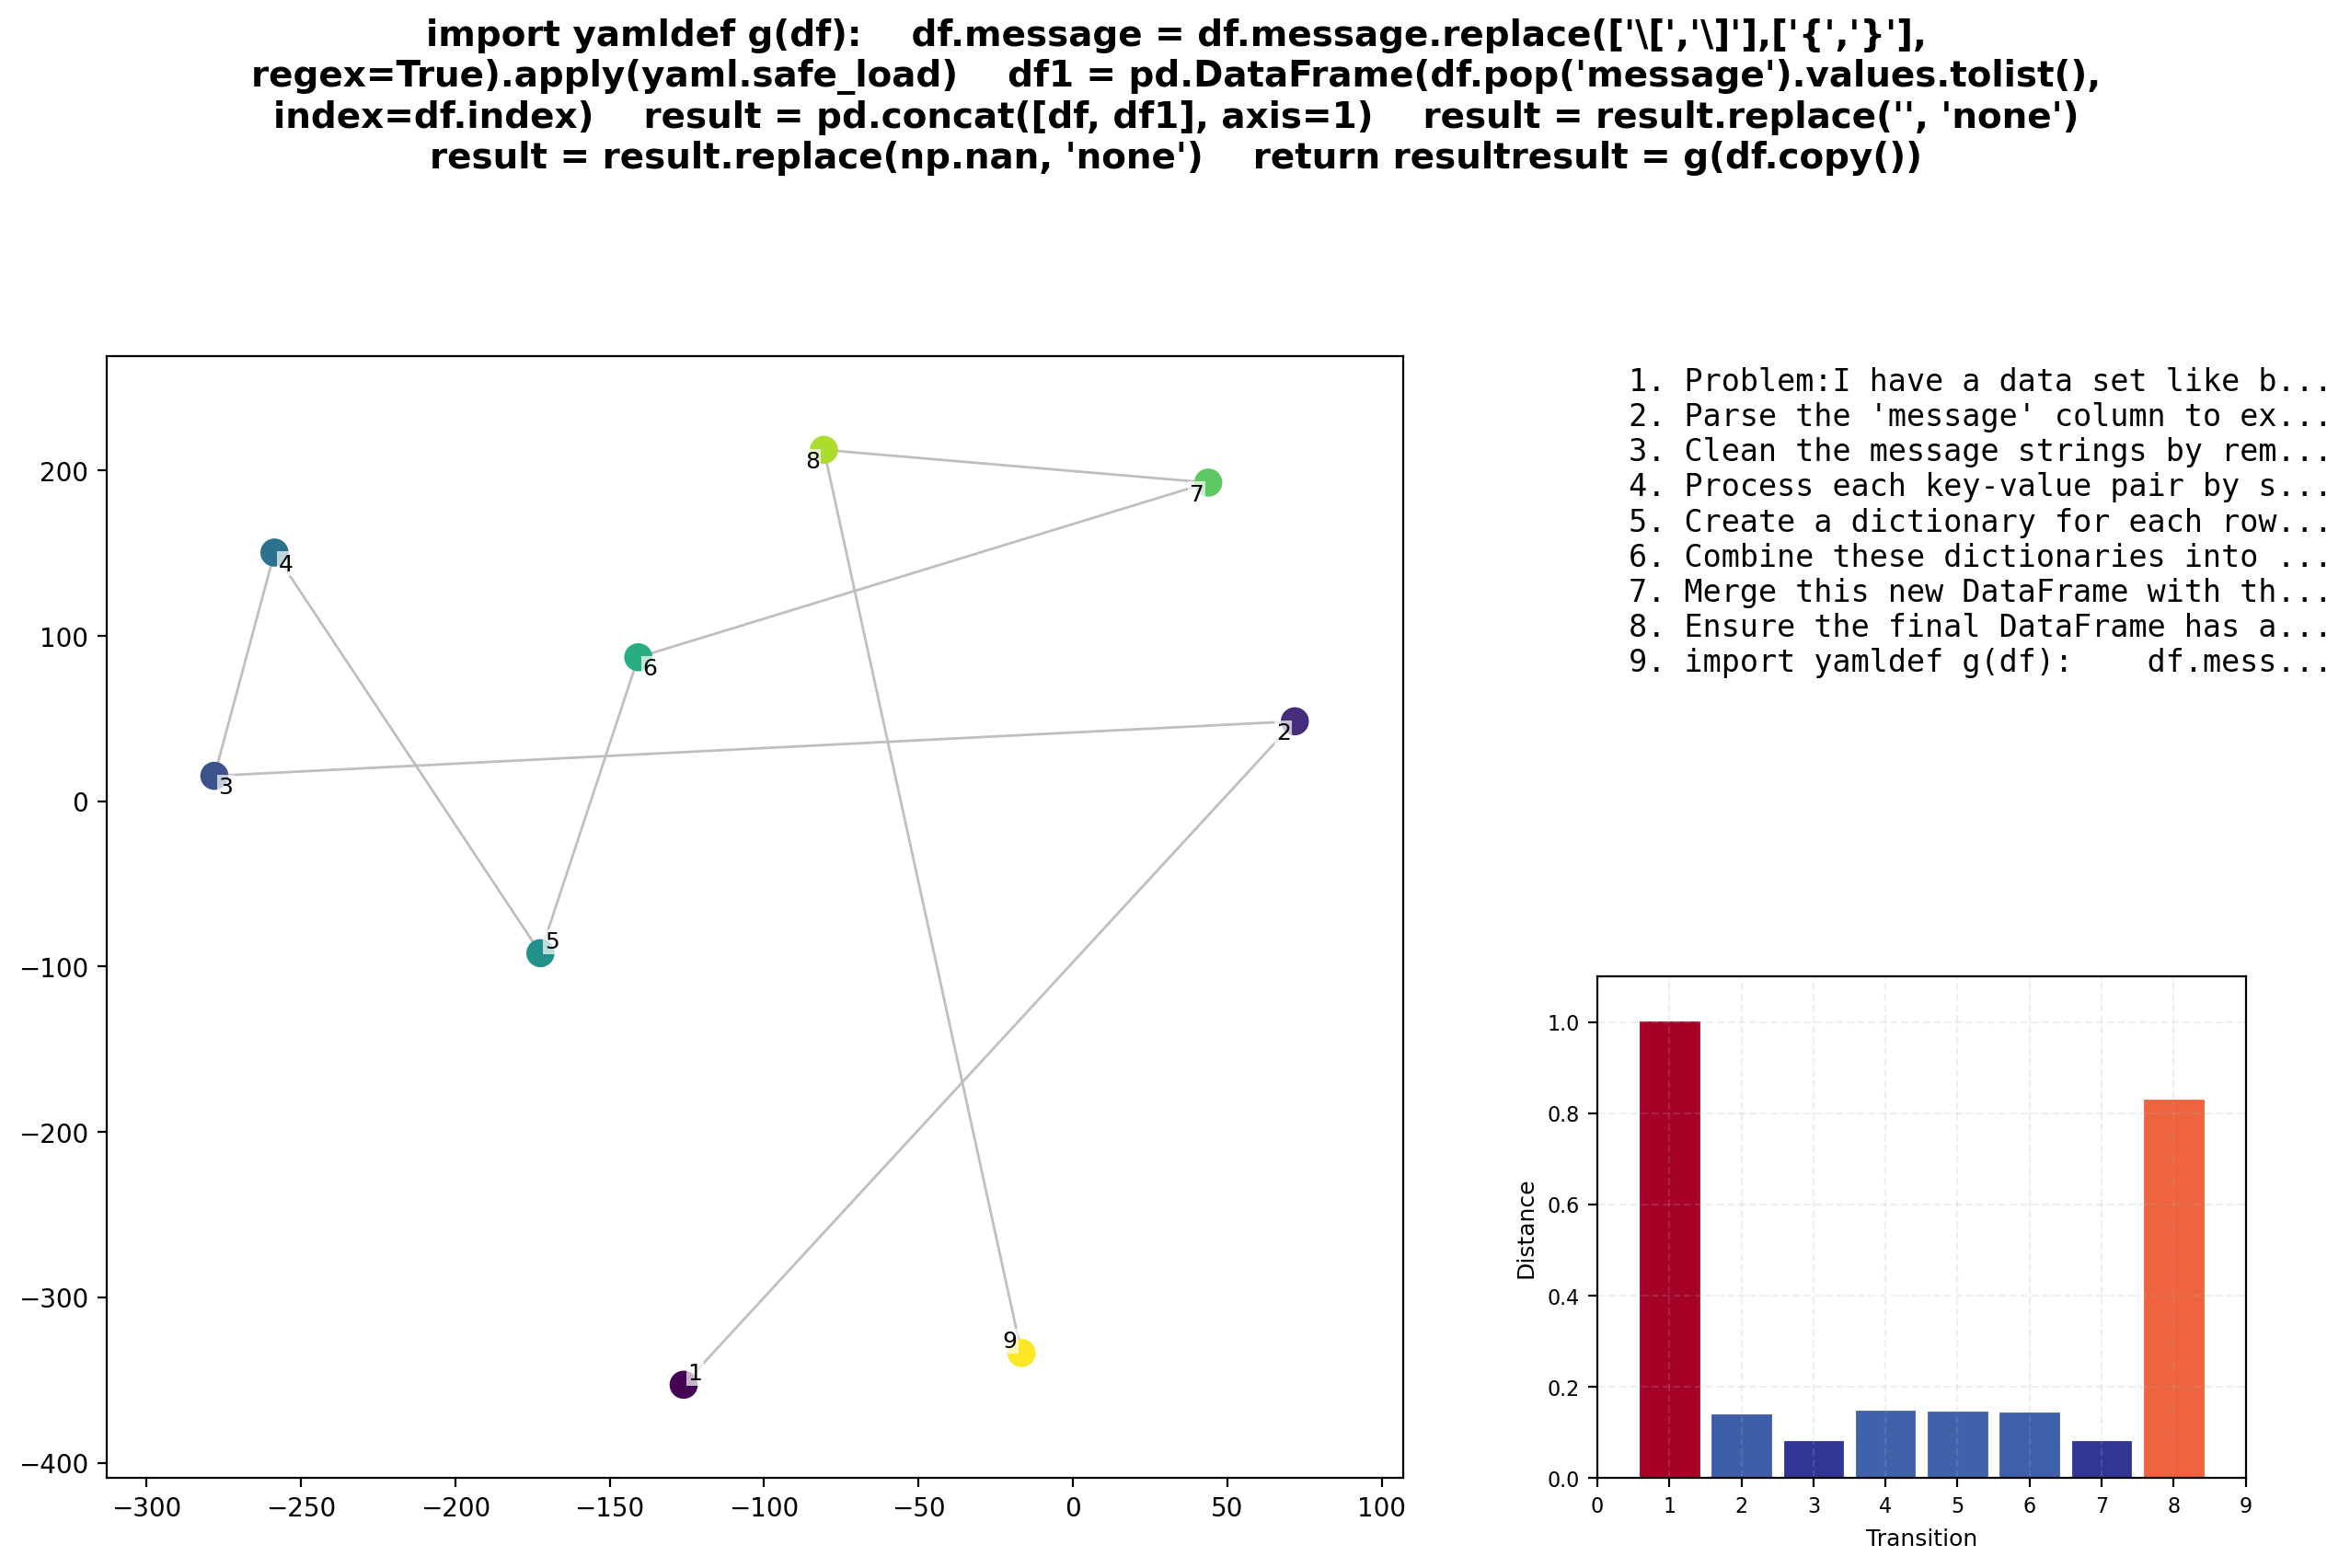 import yamldef g(df):    df.message = df.message.replace(['\[','\]'],['{','}'],
regex=True).apply(yaml.safe_load)    df1 = pd.DataFrame(df.pop('message').values.tolist(),
index=df.index)    result = pd.concat([df, df1], axis=1)    result = result.replace('', 'none')
result = result.replace(np.nan, 'none')    return resultresult = g(df.copy())
200
100
0
−100
−200
−300
−400
−300
−250
−200
−150
−100
−50
0
50
100
8
7
4
6
2
3
5
9
1
1. Problem:I have a data set like b...
2. Parse the 'message' column to ex...
3. Clean the message strings by rem...
4. Process each key-value pair by s...
5. Create a dictionary for each row...
6. Combine these dictionaries into ...
7. Merge this new DataFrame with th...
8. Ensure the final DataFrame has a...
9. import yamldef g(df):    df.mess...
1.0
0.8
0.6
0.4
0.2
0.0
Distance
0
1
2
3
4
5
6
7
8
9
Transition